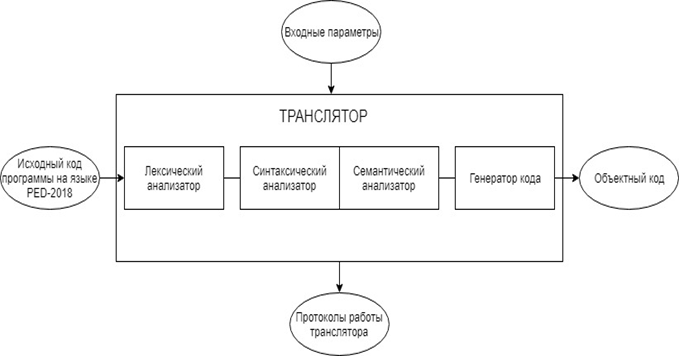 Входные параметры
ТРАНСЛЯТОР
Исходный код
программы на языке
PED-2018
Лексический
анализатор
Синтаксический
анализатор
Семантический
анализатор
Генератор кода
Объектный код
Протоколы работы
транслятора